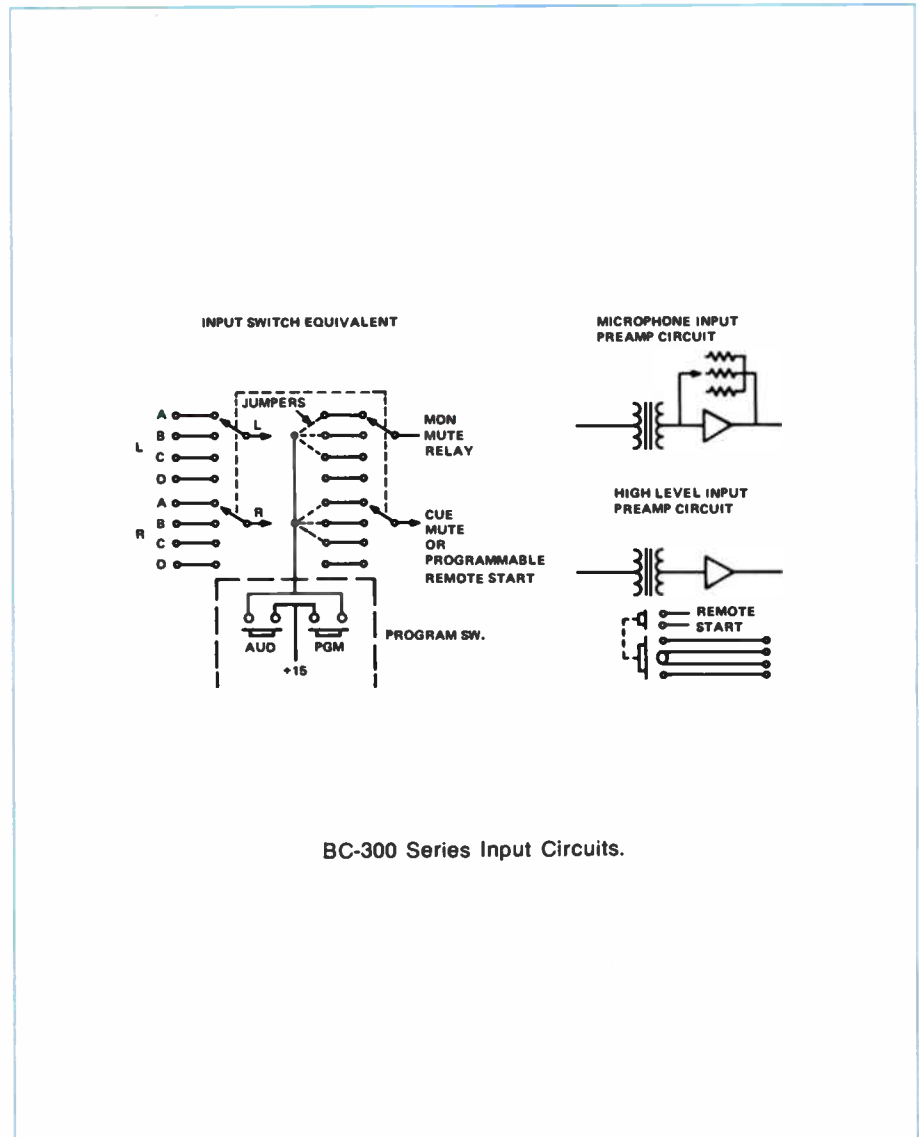 INPUT SWITCH EQUIVALENT
MICROPHONE INPUT
PREAMP CIRCUIT
JUMPERS
L
A
B
C
D
L
MON
MUTE
RELAY
R
A
B
C
D
R
CUE
MUTE
OR
PROGRAMMABLE
REMOTE START
AUD
PGM
+15
PROGRAM SW.
HIGH LEVEL INPUT
PREAMP CIRCUIT
REMOTE
START
BC-300 Series Input Circuits.